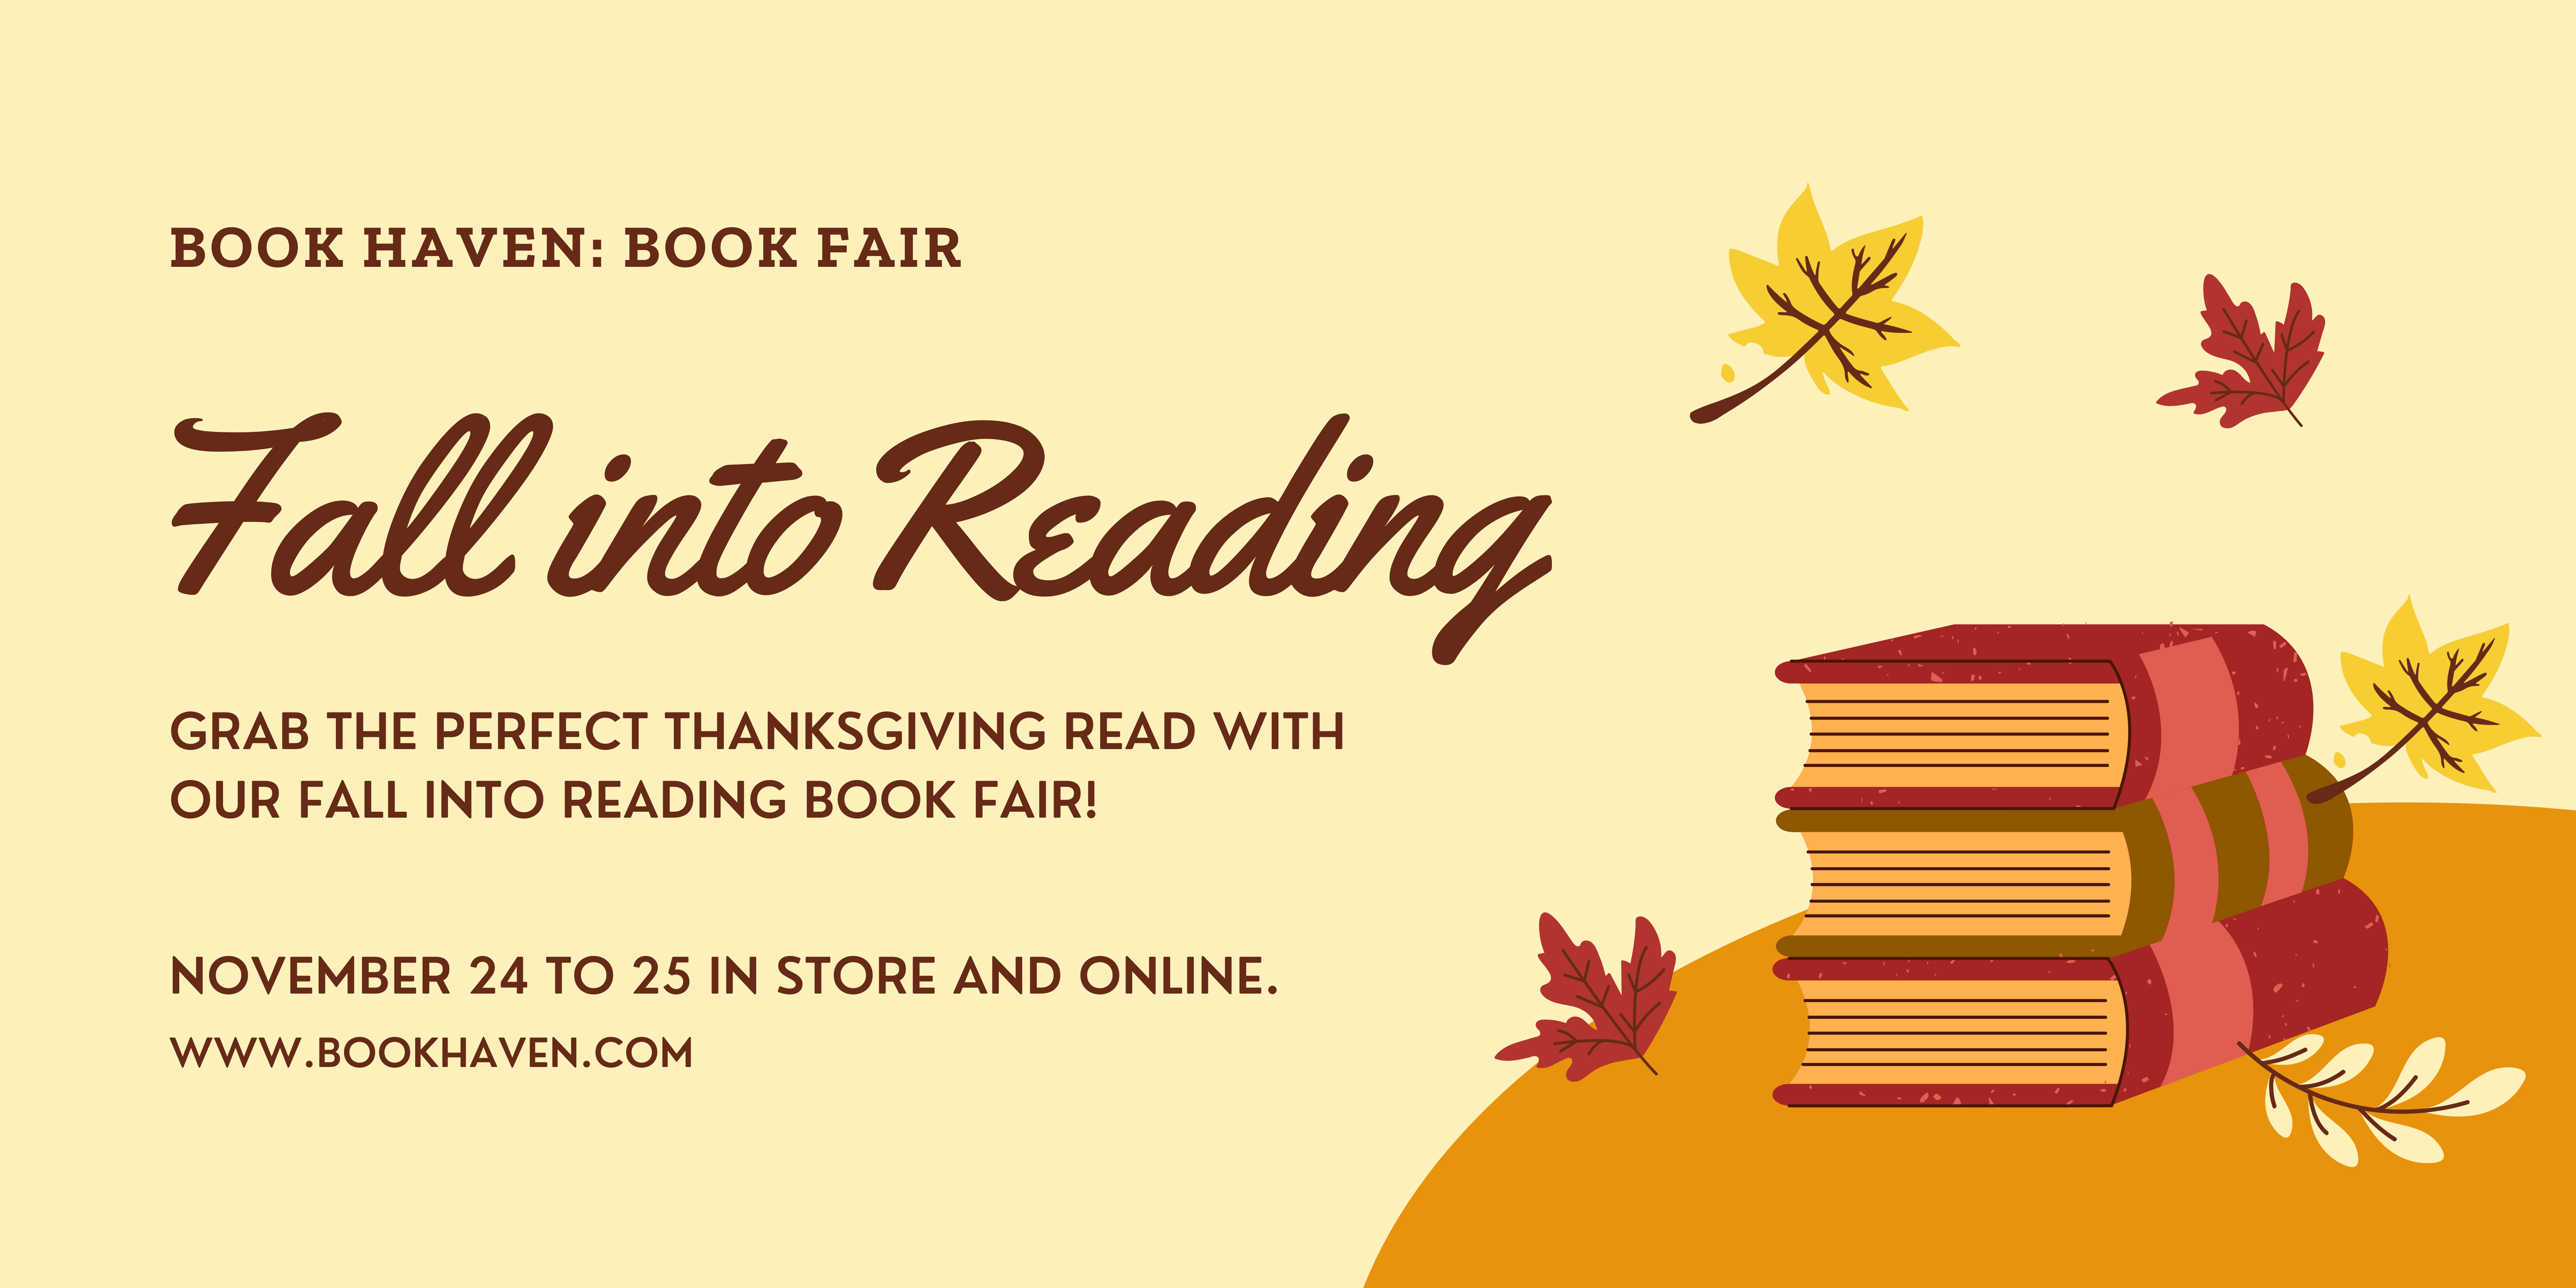 BOOK HAVEN: BOOK FAIR
Fall into Reading
GRAB THE PERFECT THANKSGIVING READ WITH
OUR FALL INTO READING BOOK FAIR!
NOVEMBER 24 TO 25 IN STORE AND ONLINE.
WWW.BOOKHAVEN.COM